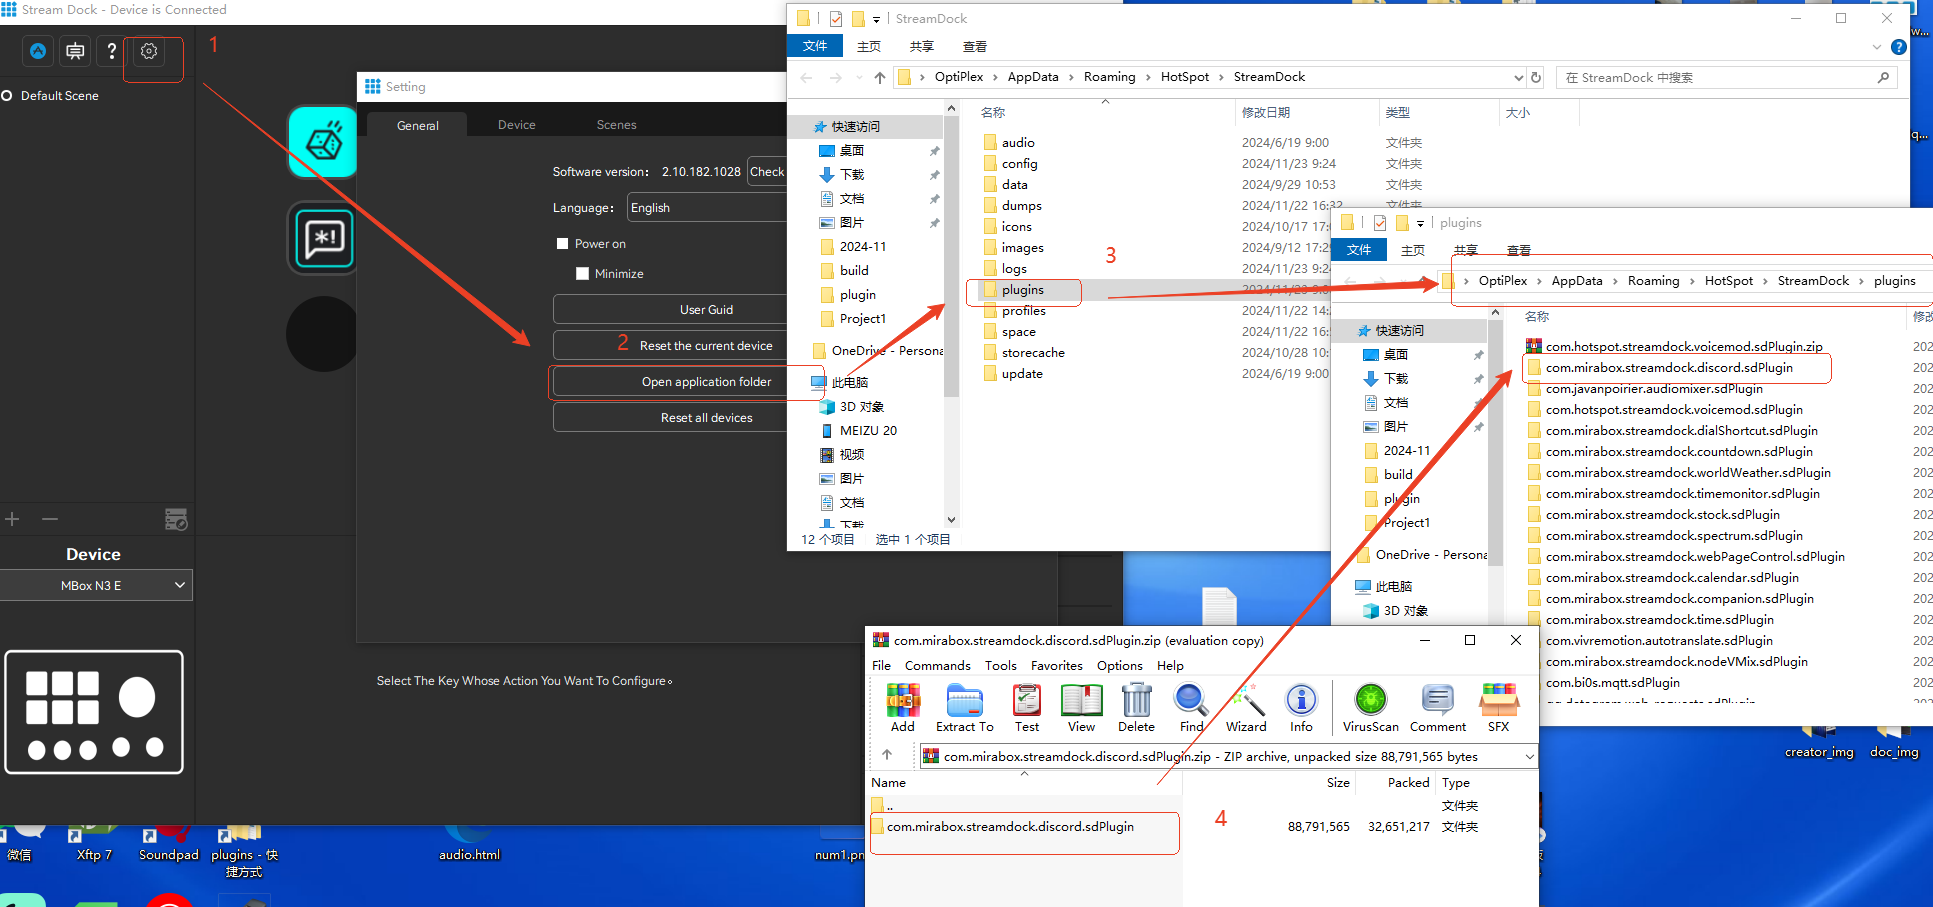 Stream Dock - Device is Connected
1
Default Scene
Setting
General
Device
Scenes
Software version:
2.10.182.1028
Check
Language:
English
Power on
Minimize
User Guid
2
Reset the current device
Open application folder
Reset all devices
Device
MBox N3 E
Select The Key Whose Action You Want To Configure。
StreamDock
文件
主页
共享
查看
OptiPlex > AppData > Roaming > HotSpot > StreamDock
在 StreamDock 中搜索
名称
修改日期
类型
大小
快速访问
桌面
下载
文档
图片
2024-11
build
plugin
Project1
OneDrive - Persona
此电脑
3D 对象
MEIZU 20
视频
图片
文档
下载
audio 2024/6/19 9:00 文件夹
config 2024/11/23 9:24 文件夹
data 2024/9/29 10:53 文件夹
dumps 2024/11/22 16:32 文件夹
icons 2024/10/17 17:
images 2024/9/12 17:2
logs 2024/11/23 9:2
plugins
profiles 2024/11/22 14:
space 2024/11/22 16:
storecache 2024/10/28 10:
update 2024/6/19 9:00
12 个项目
选中 1 个项目
3
plugins
文件
主页
共享
查看
OptiPlex > AppData > Roaming > HotSpot > StreamDock > plugins
名称
修改
快速访问
桌面
下载
文档
图片
2024-11
build
plugin
Project1
OneDrive - Persona
此电脑
3D 对象
com.hotspot.streamdock.voicemod.sdPlugin.zip 202
com.mirabox.streamdock.discord.sdPlugin 202
com.javanpoirier.audiomixer.sdPlugin 202
com.hotspot.streamdock.voicemod.sdPlugin 202
com.mirabox.streamdock.dialShortcut.sdPlugin 202
com.mirabox.streamdock.countdown.sdPlugin 202
com.mirabox.streamdock.worldWeather.sdPlugin 202
com.mirabox.streamdock.timemonitor.sdPlugin 202
com.mirabox.streamdock.stock.sdPlugin 202
com.mirabox.streamdock.spectrum.sdPlugin 202
com.mirabox.streamdock.webPageControl.sdPlugin 202
com.mirabox.streamdock.calendar.sdPlugin 202
com.mirabox.streamdock.companion.sdPlugin 202
com.mirabox.streamdock.time.sdPlugin 202
com.vivremotion.autotranslate.sdPlugin 202
com.mirabox.streamdock.nodeVMix.sdPlugin 202
com.bi0s.mqtt.sdPlugin 202
com.mirabox.streamdock.discord.sdPlugin.zip (evaluation copy)
File Commands Tools Favorites Options Help
Add
Extract To
Test
View
Delete
Find
Wizard
Info
VirusScan
Comment
SFX
com.mirabox.streamdock.discord.sdPlugin.zip - ZIP archive, unpacked size 88,791,565 bytes
Name Size Packed Type
.. 文件夹
com.mirabox.streamdock.discord.sdPlugin 88,791,565 32,651,217 文件夹
4
微信
Xftp 7
Soundpad
plugins - 快
捷方式
audio.html
num1.pn
creator_img
doc_img